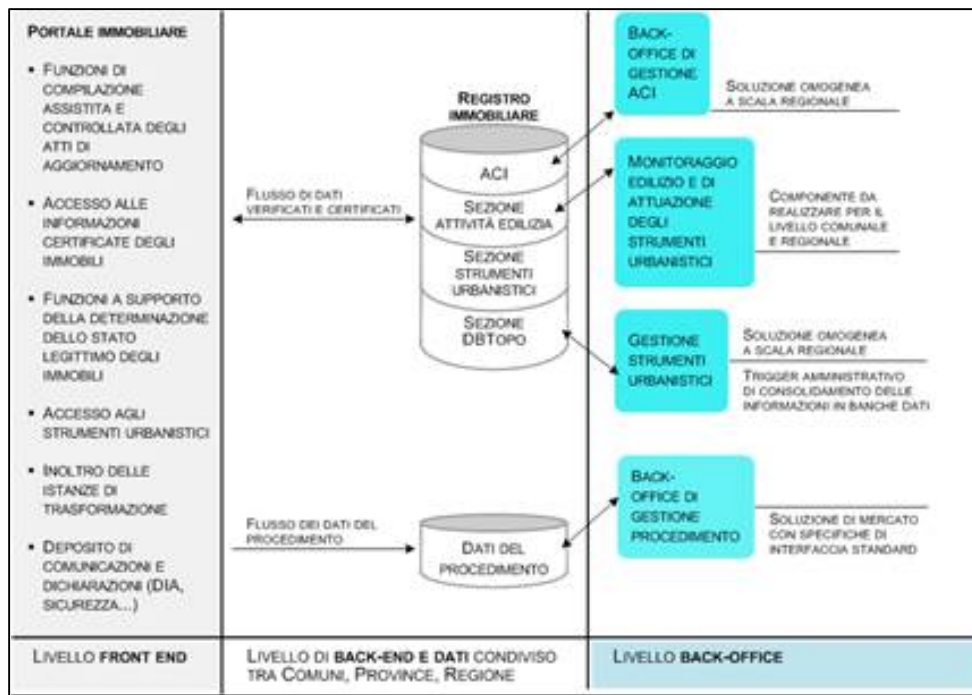 PORTALE IMMOBILIARE
▪ FUNZIONI DI
COMPILAZIONE
ASSISTITA E
CONTROLLATA DEGLI
ATTI DI
AGGIORNAMENTO
▪ ACCESSO ALLE
INFORMAZIONI
CERTIFICATE DEGLI
IMMOBILI
▪ FUNZIONI A SUPPORTO
DELLA DETERMINAZIONE
DELLO STATO
LEGITTIMO DEGLI
IMMOBILI
▪ ACCESSO AGLI
STRUMENTI URBANISTICI
▪ INOLTRO DELLE
ISTANZE DI
TRASFORMAZIONE
▪ DEPOSITO DI
COMUNICAZIONI E
DICHIARAZIONI (DIA,
SICUREZZA...)
FLUSSO DI DATI
VERIFICATI E CERTIFICATI
FLUSSO DEI DATI DEL
PROCEDIMENTO
REGISTRO
IMMOBILIARE
ACI
SEZIONE
ATTIVITÀ EDILIZIA
SEZIONE
STRUMENTI
URBANISTICI
SEZIONE
DBTOPO
DATI DEL
PROCEDIMENTO
BACK-
OFFICE DI
GESTIONE
ACI
SOLUZIONE OMOGENEA
A SCALA REGIONALE
MONITORAGGIO
EDILIZIO E DI
ATTUAZIONE
DEGLI
STRUMENTI
URBANISTICI
COMPONENTE DA
REALIZZARE PER IL
LIVELLO COMUNALE
E REGIONALE
GESTIONE
STRUMENTI
URBANISTICI
SOLUZIONE OMOGENEA
A SCALA REGIONALE
TRIGGER AMMINISTRATIVO
DI CONSOLIDAMENTO DELLE
INFORMAZIONI IN BANCHE DATI
BACK-
OFFICE DI
GESTIONE
PROCEDIMENTO
SOLUZIONE DI MERCATO
CON SPECIFICHE DI
INTERFACCIA STANDARD
LIVELLO FRONT END
LIVELLO DI BACK-END E DATI CONDIVISO
TRA COMUNI, PROVINCE, REGIONE
LIVELLO BACK-OFFICE